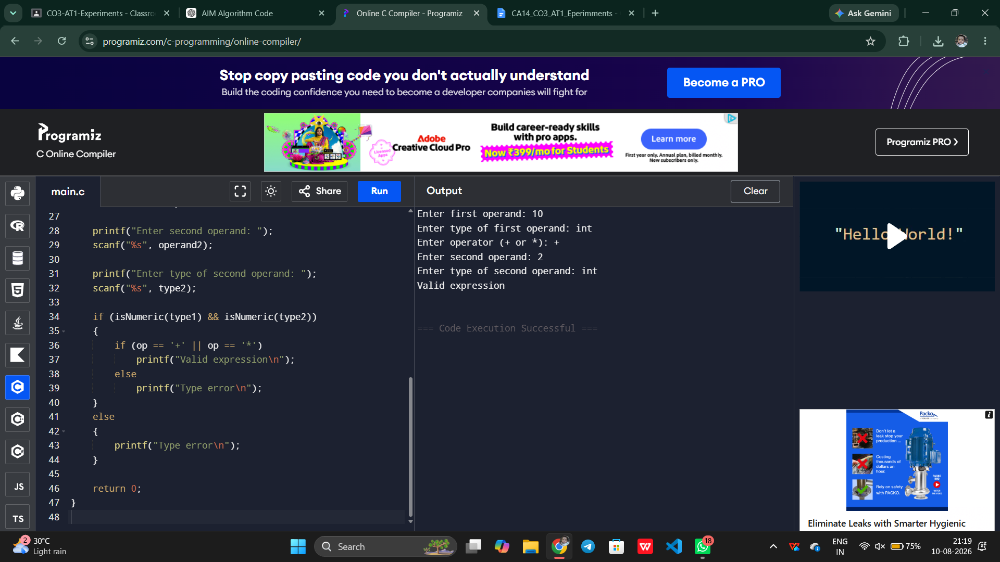 CO3-AT1-Experiments - Classro
AIM Algorithm Code
Online C Compiler - Programiz
CA14_CO3_AT1_Eperimments -
Ask Gemini
programiz.com/c-programming/online-compiler/
Stop copy pasting code you don't actually understand
Build the coding confidence you need to become a developer companies will fight for
Become a PRO
Programiz
C Online Compiler
Licensed Apps
Adobe
Creative Cloud Pro
Build career-ready skills
with pro apps.
Now ₹399/mo for Students
Learn more
First year only. Annual plan, billed monthly.
New subscribers only.
Programiz PRO ›
main.c
Share
Run
Output
Clear
27
28 printf("Enter second operand: ");
29 scanf("%s", operand2);
30
31 printf("Enter type of second operand: ");
32 scanf("%s", type2);
33
34 if (isNumeric(type1) && isNumeric(type2))
35 {
36 if (op == '+' || op == '*')
37 printf("Valid expression\n");
38 else
39 printf("Type error\n");
40 }
41 else
42 {
43 printf("Type error\n");
44 }
45
46 return 0;
47 }
48
Enter first operand: 10
Enter type of first operand: int
Enter operator (+ or *): +
Enter second operand: 2
Enter type of second operand: int
Valid expression
=== Code Execution Successful ===
"Hello World!"
Packo
Don't let a
leak stop your
production ...
Costing
thousands of
dollars an
hour.
Rely on safety
with PACKO.
Eliminate Leaks with Smarter Hygienic
JS
TS
2
30°C
Light rain
Search
18
ENG
IN
75%
21:19
10-08-2026